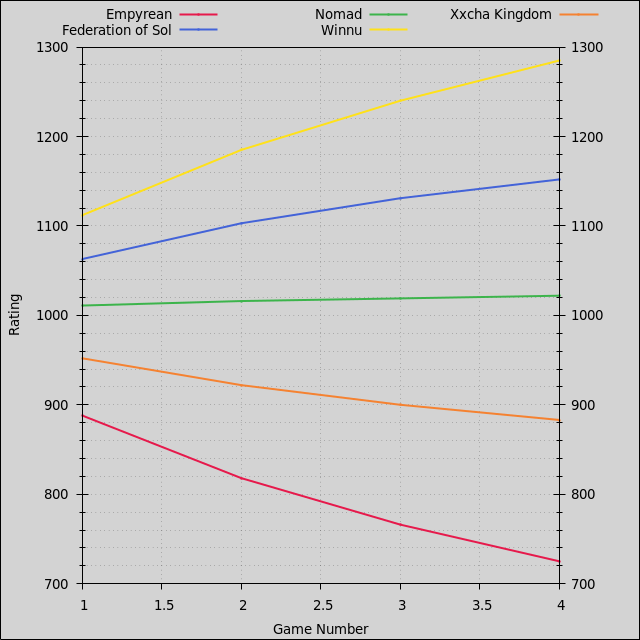 Empyrean Nomad Xxcha Kingdom
Federation of Sol Winnu
1300 1300
1200 1200
1100 1100
1000 1000
900 900
800 800
700 700
Rating
1 1.5 2 2.5 3 3.5 4
Game Number